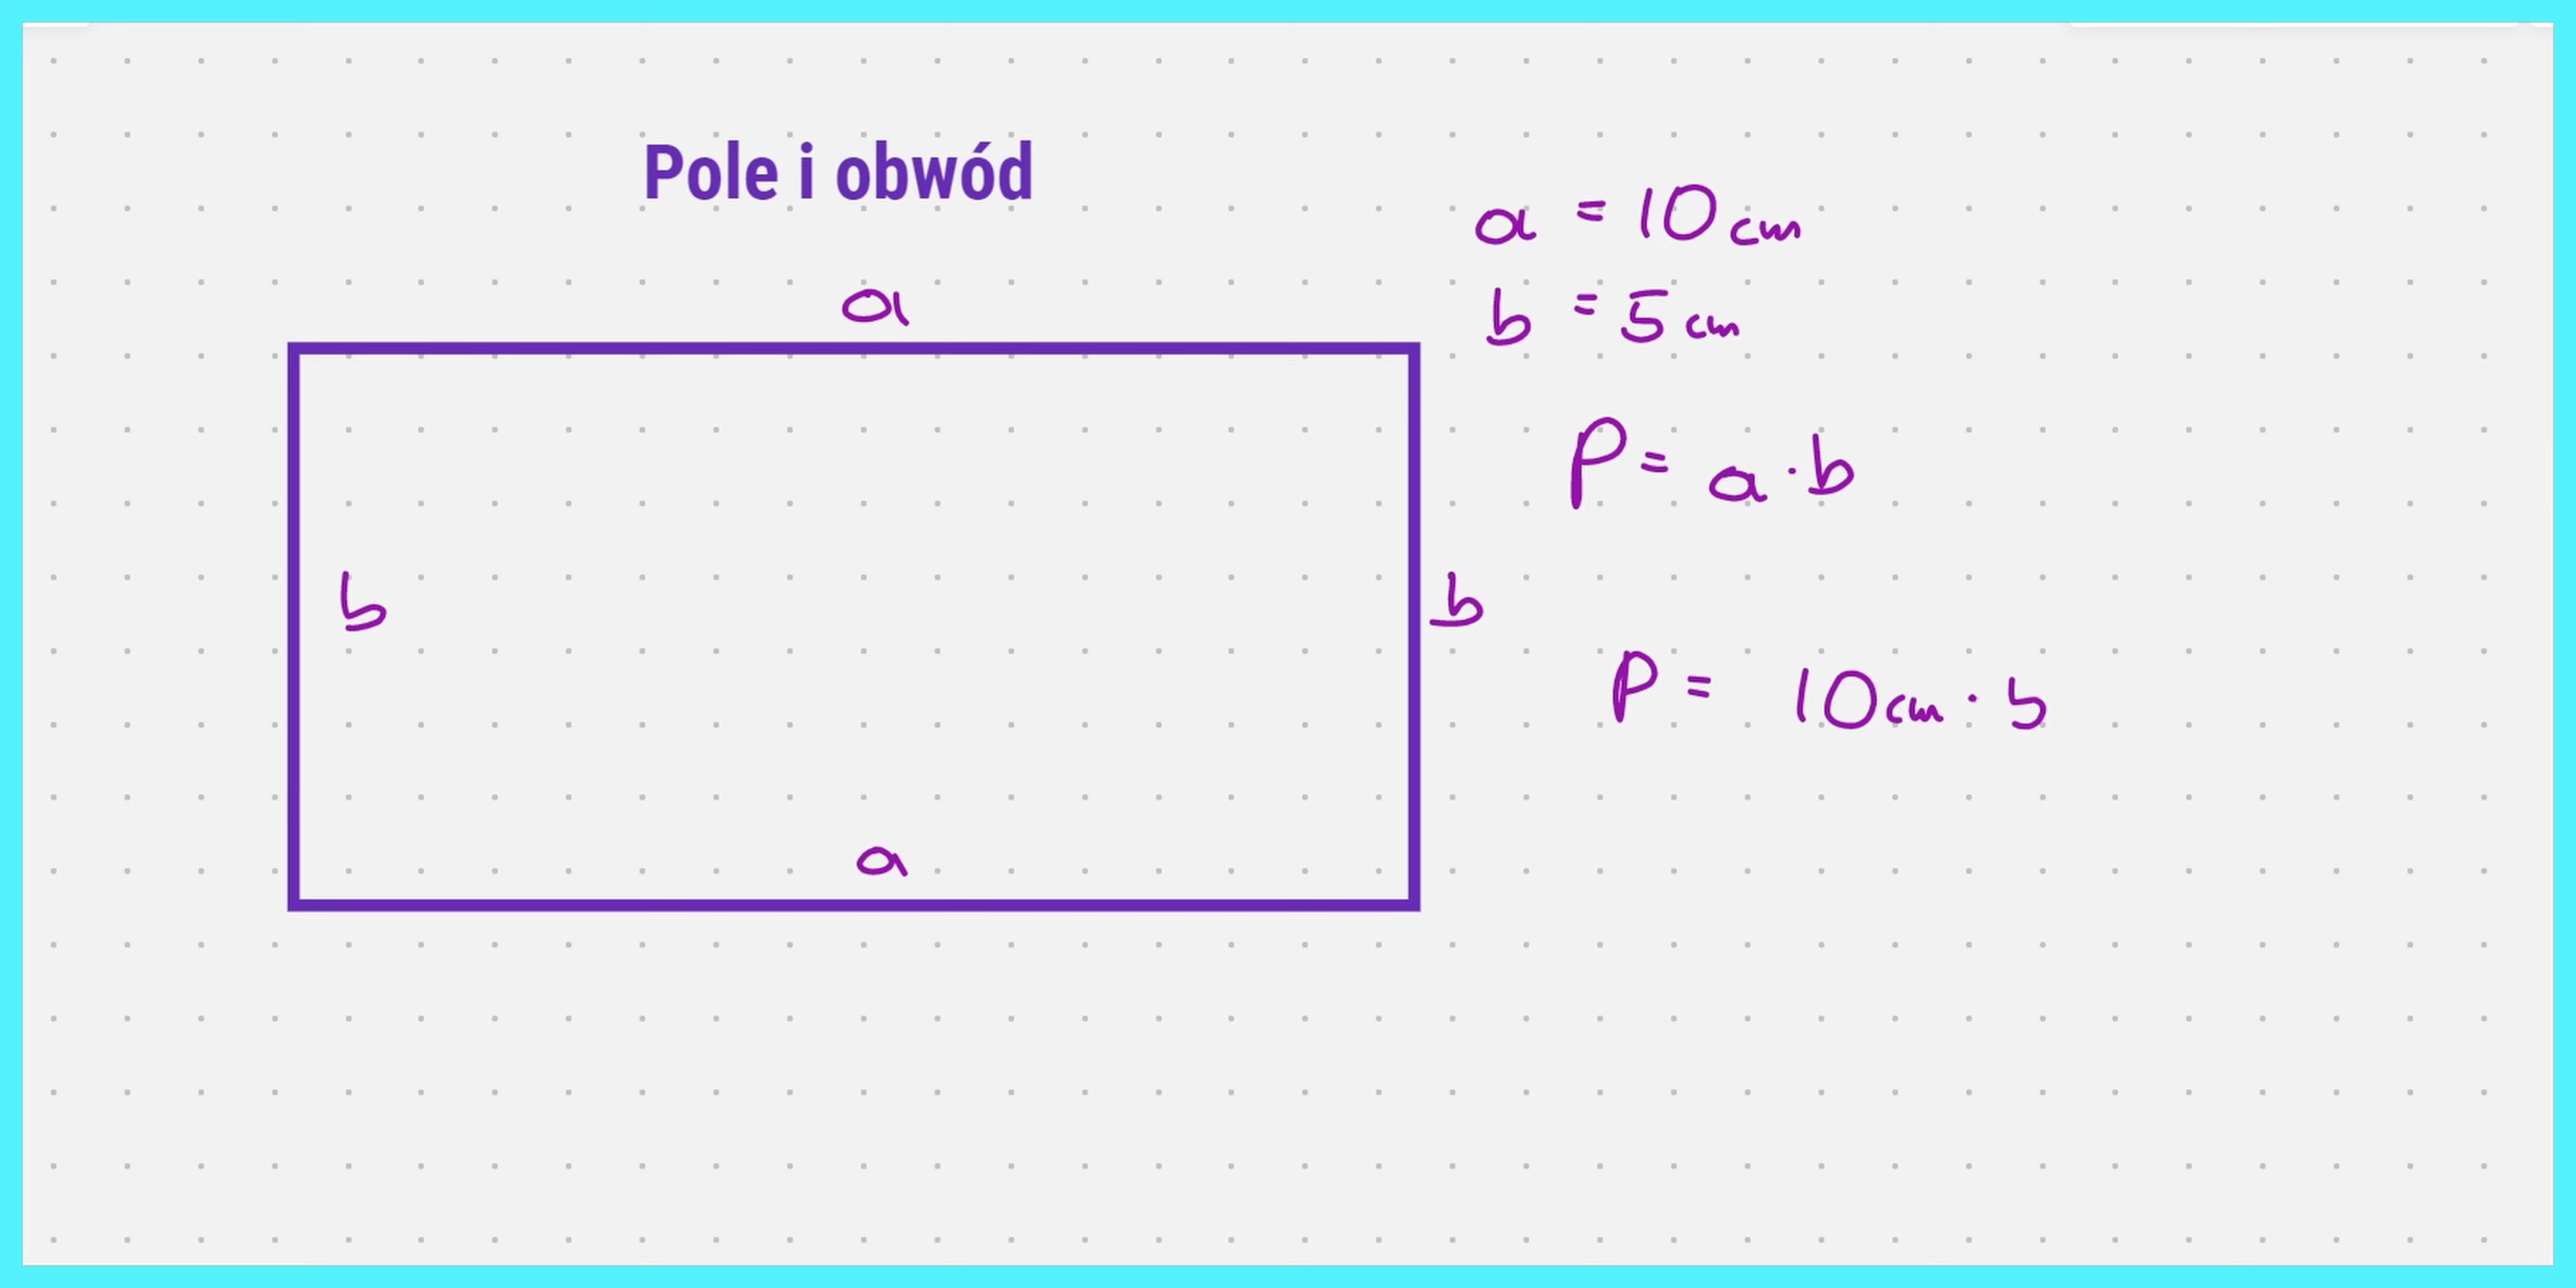 Pole i obwód
a = 10 cm
b = 5 cm
a
P = a · b
b
b
P = 10 cm · 5
a